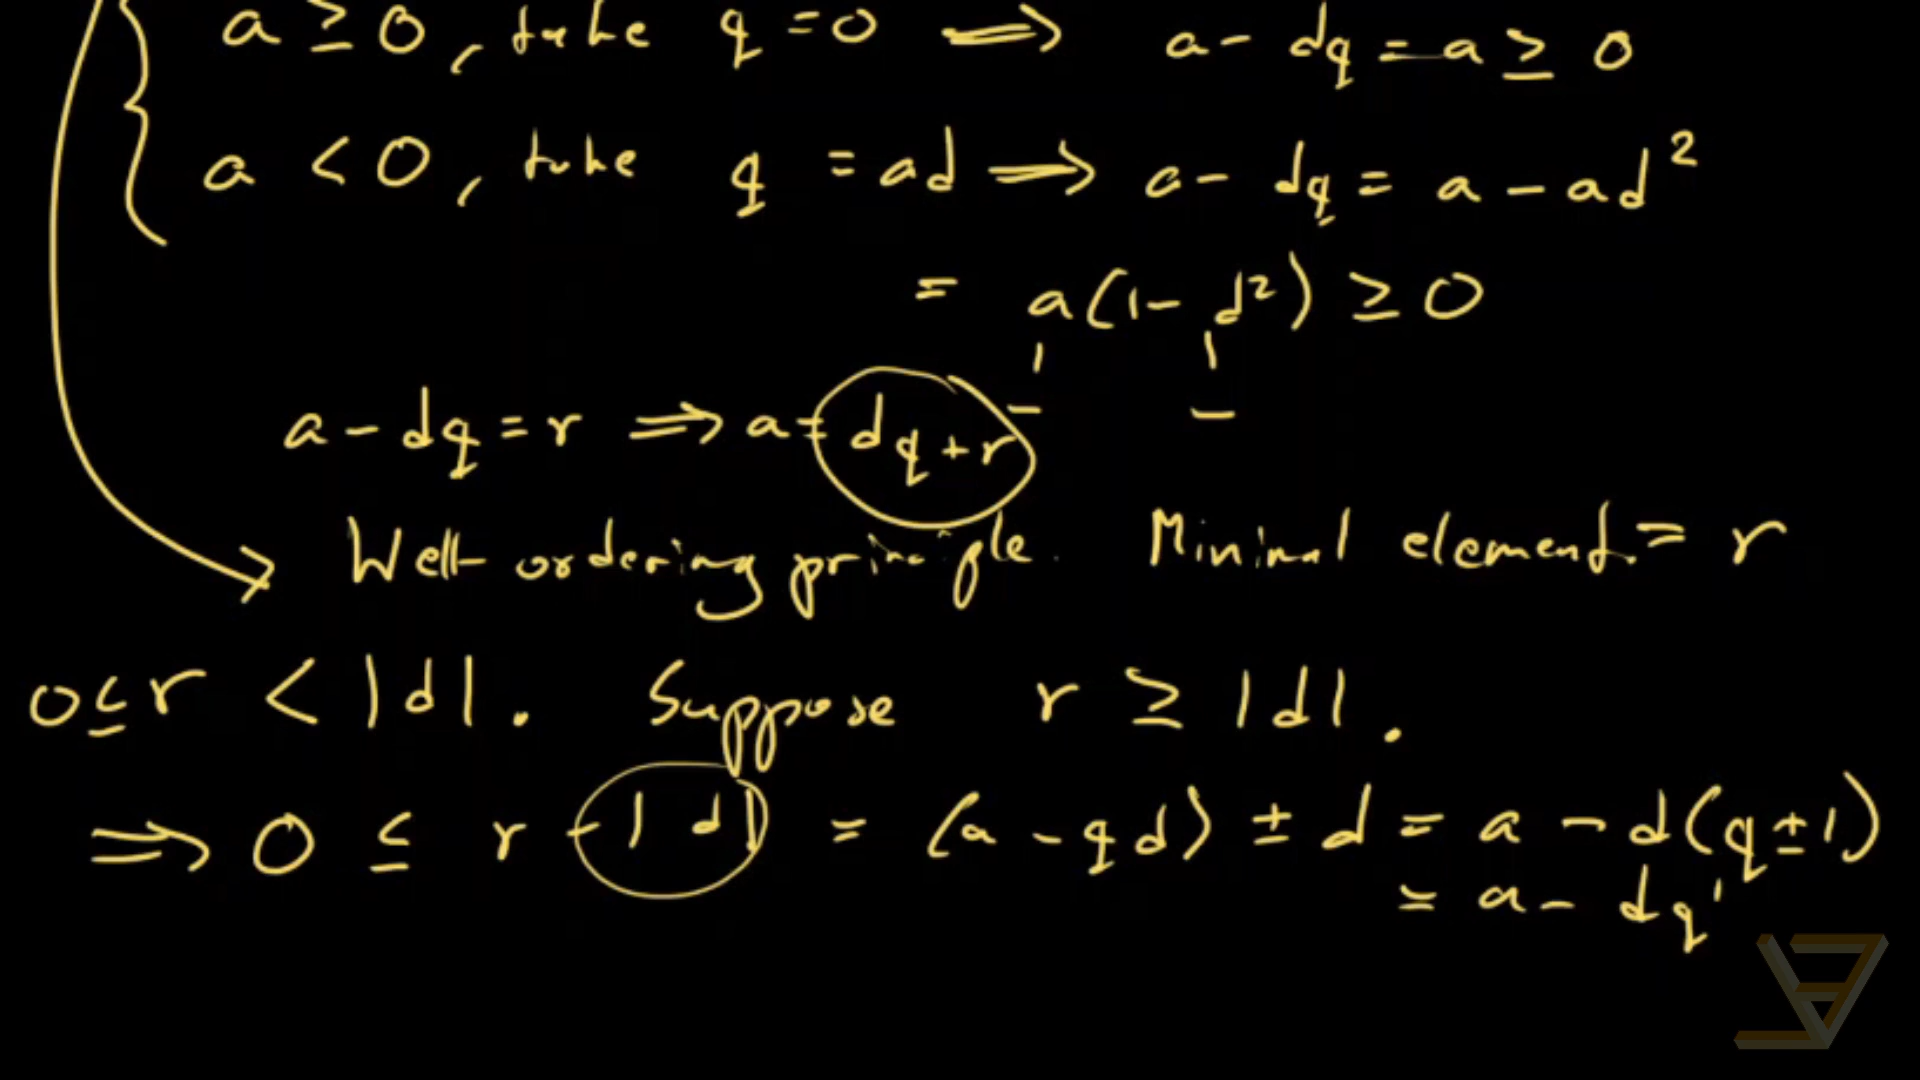 a ≥ 0, take q = 0 ⟹ a - dq = a ≥ 0
a < 0, take q = ad ⟹ a - dq = a - ad²
= a(1 - d²) ≥ 0
- -
a - dq = r ⟹ a = dq + r
Well-ordering principle. Minimal element = r
0 ≤ r < |d|. Suppose r ≥ |d|.
⟹ 0 ≤ r - |d| = (a - qd) ± d = a - d(q ± 1)
= a - dq'